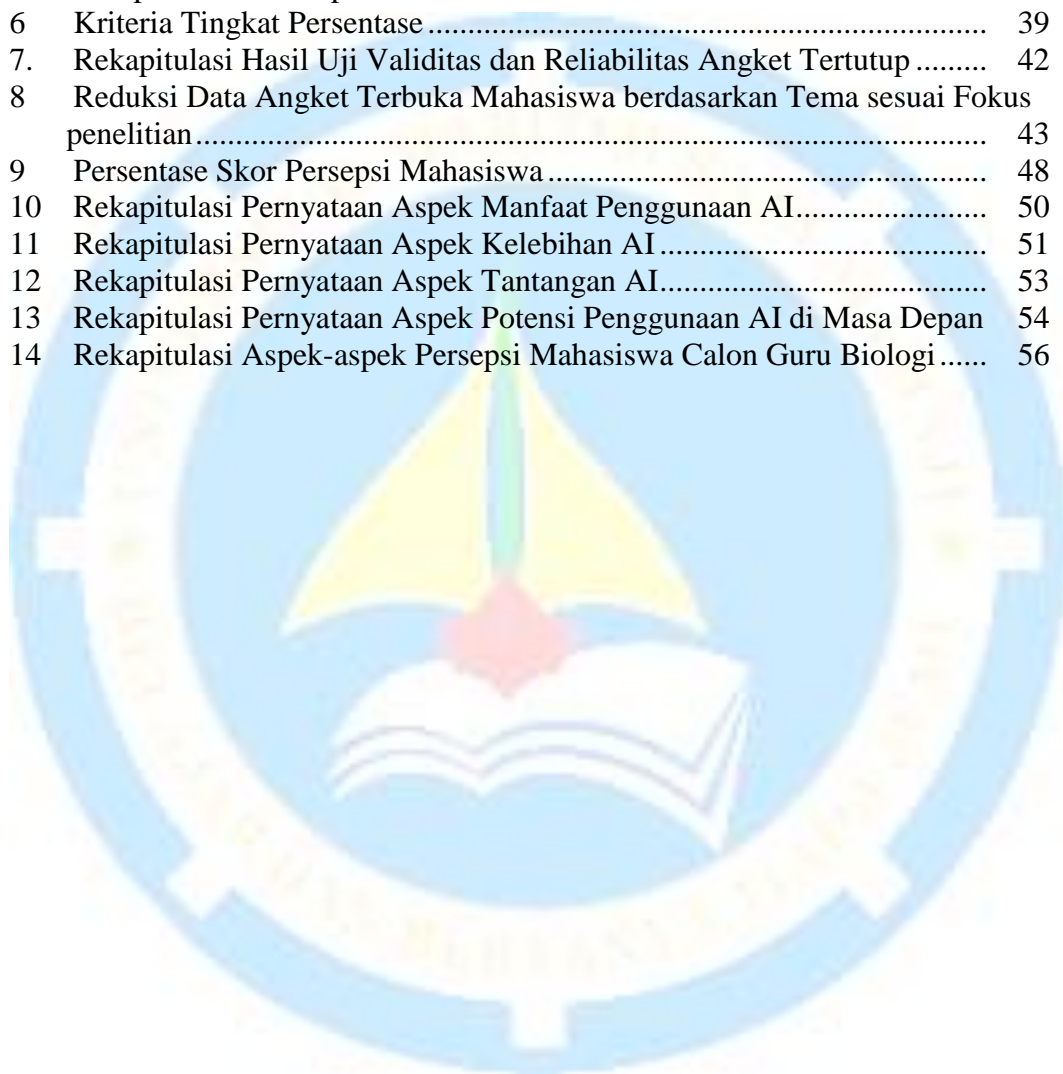 6 Kriteria Tingkat Persentase ........................................................................ 39
7. Rekapitulasi Hasil Uji Validitas dan Reliabilitas Angket Tertutup ......... 42
8 Reduksi Data Angket Terbuka Mahasiswa berdasarkan Tema sesuai Fokus
penelitian ...................................................................................................... 43
9 Persentase Skor Persepsi Mahasiswa ......................................................... 48
10 Rekapitulasi Pernyataan Aspek Manfaat Penggunaan AI ......................... 50
11 Rekapitulasi Pernyataan Aspek Kelebihan AI .......................................... 51
12 Rekapitulasi Pernyataan Aspek Tantangan AI .......................................... 53
13 Rekapitulasi Pernyataan Aspek Potensi Penggunaan AI di Masa Depan 54
14 Rekapitulasi Aspek-aspek Persepsi Mahasiswa Calon Guru Biologi ...... 56